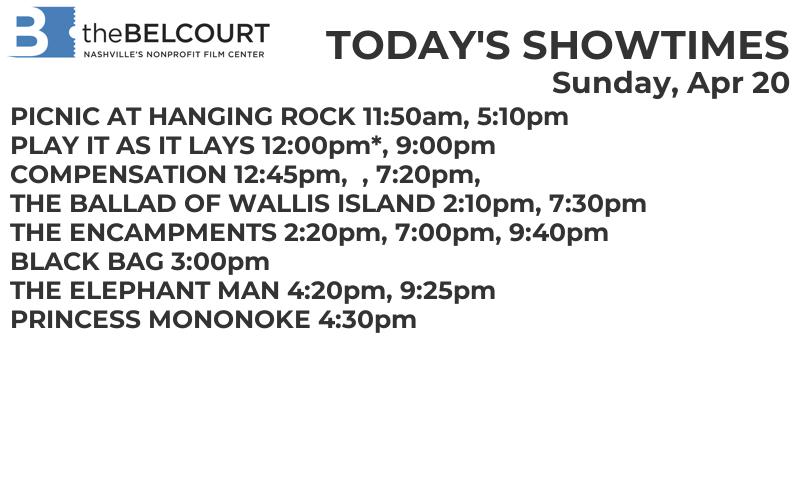 B theBELCOURT
NASHVILLE'S NONPROFIT FILM CENTER
TODAY'S SHOWTIMES
Sunday, Apr 20
PICNIC AT HANGING ROCK 11:50am, 5:10pm
PLAY IT AS IT LAYS 12:00pm*, 9:00pm
COMPENSATION 12:45pm,  , 7:20pm,
THE BALLAD OF WALLIS ISLAND 2:10pm, 7:30pm
THE ENCAMPMENTS 2:20pm, 7:00pm, 9:40pm
BLACK BAG 3:00pm
THE ELEPHANT MAN 4:20pm, 9:25pm
PRINCESS MONONOKE 4:30pm